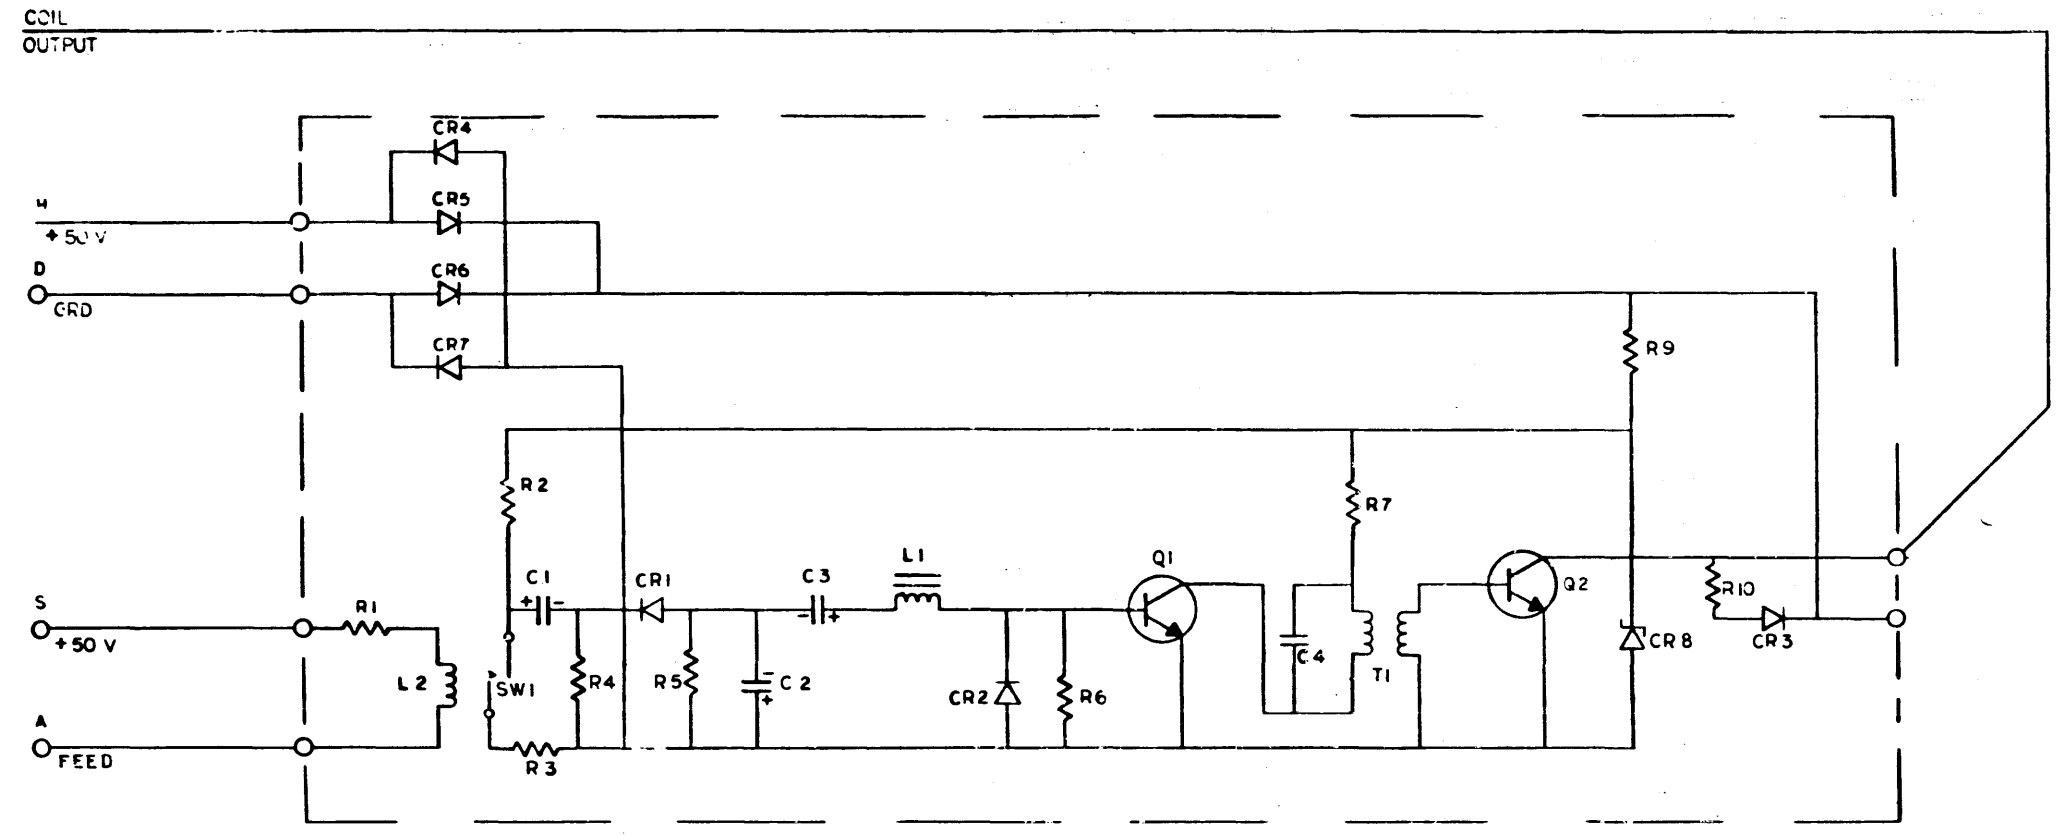 COIL
OUTPUT
CR4
H
CR5
+50 V
D
CR6
GRD
CR7
R9
R2
R7
L1
Q1
C1
CR1
C3
Q2
+ -
- +
R10
S
R1
+50 V
CR8
CR3
L2
SW1
R4
R5
-
C2
+
CR2
R6
C4
T1
A
FEED
R3